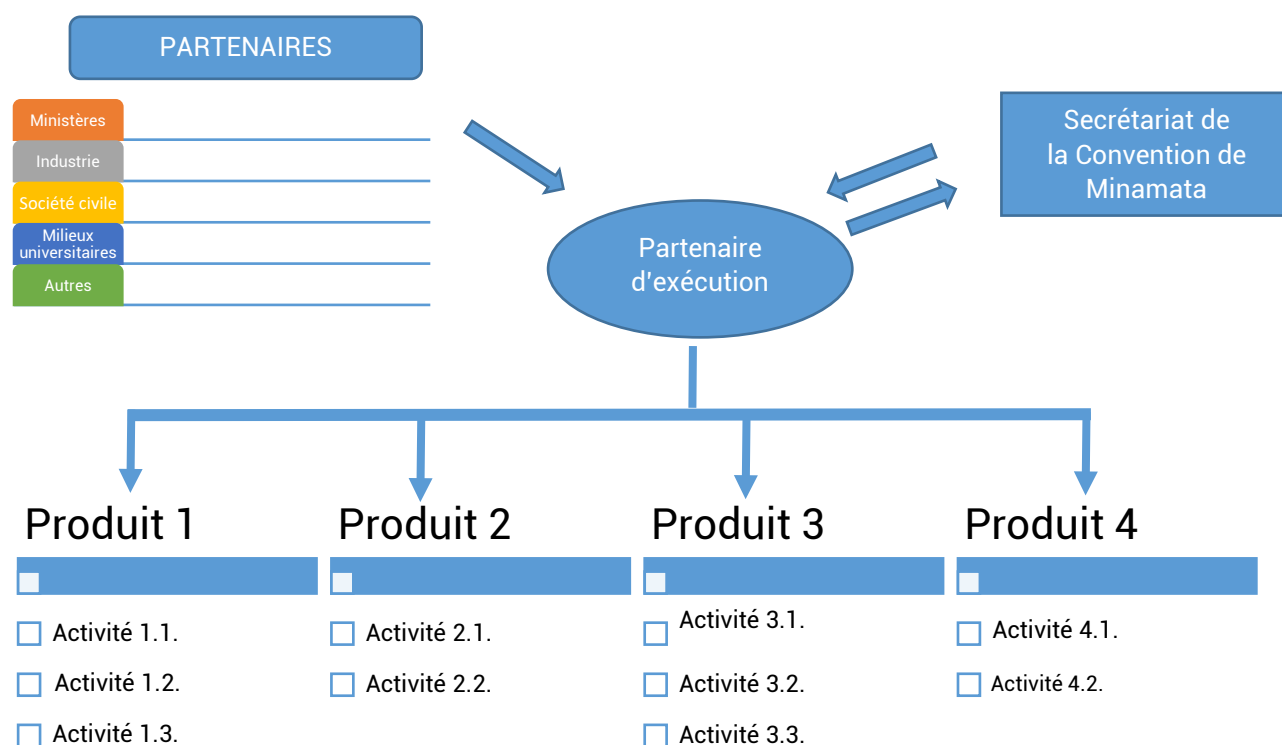 PARTENAIRES
Ministères
Industrie
Société civile
Milieux
universitaires
Autres
Secrétariat de
la Convention de
Minamata
Partenaire
d'exécution
Produit 1
Activité 1.1.
Activité 1.2.
Activité 1.3.
Produit 2
Activité 2.1.
Activité 2.2.
Produit 3
Activité 3.1.
Activité 3.2.
Activité 3.3.
Produit 4
Activité 4.1.
Activité 4.2.